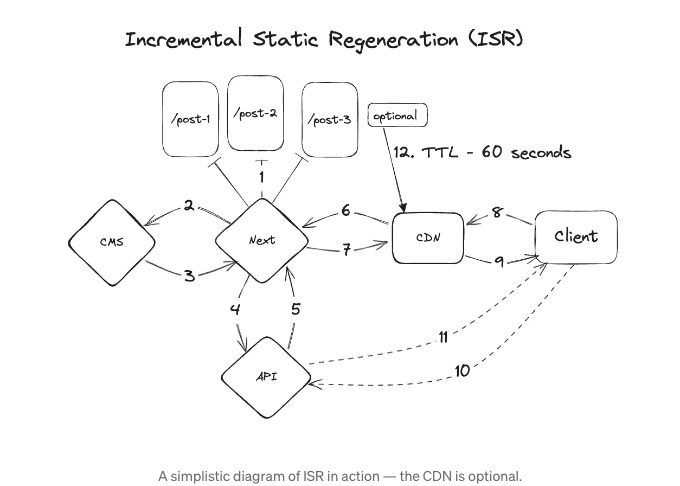 Incremental Static Regeneration (ISR)
/post-1
/post-2
/post-3
optional
12. TTL - 60 seconds
1
2
6
8
CMS
Next
CDN
Client
3
7
9
4
5
11
10
API
A simplistic diagram of ISR in action — the CDN is optional.